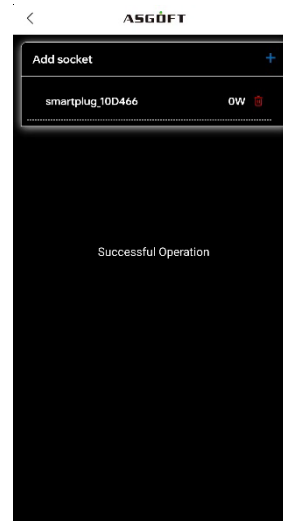 ASGOFT
Add socket +
smartplug_10D466 0W
Successful Operation